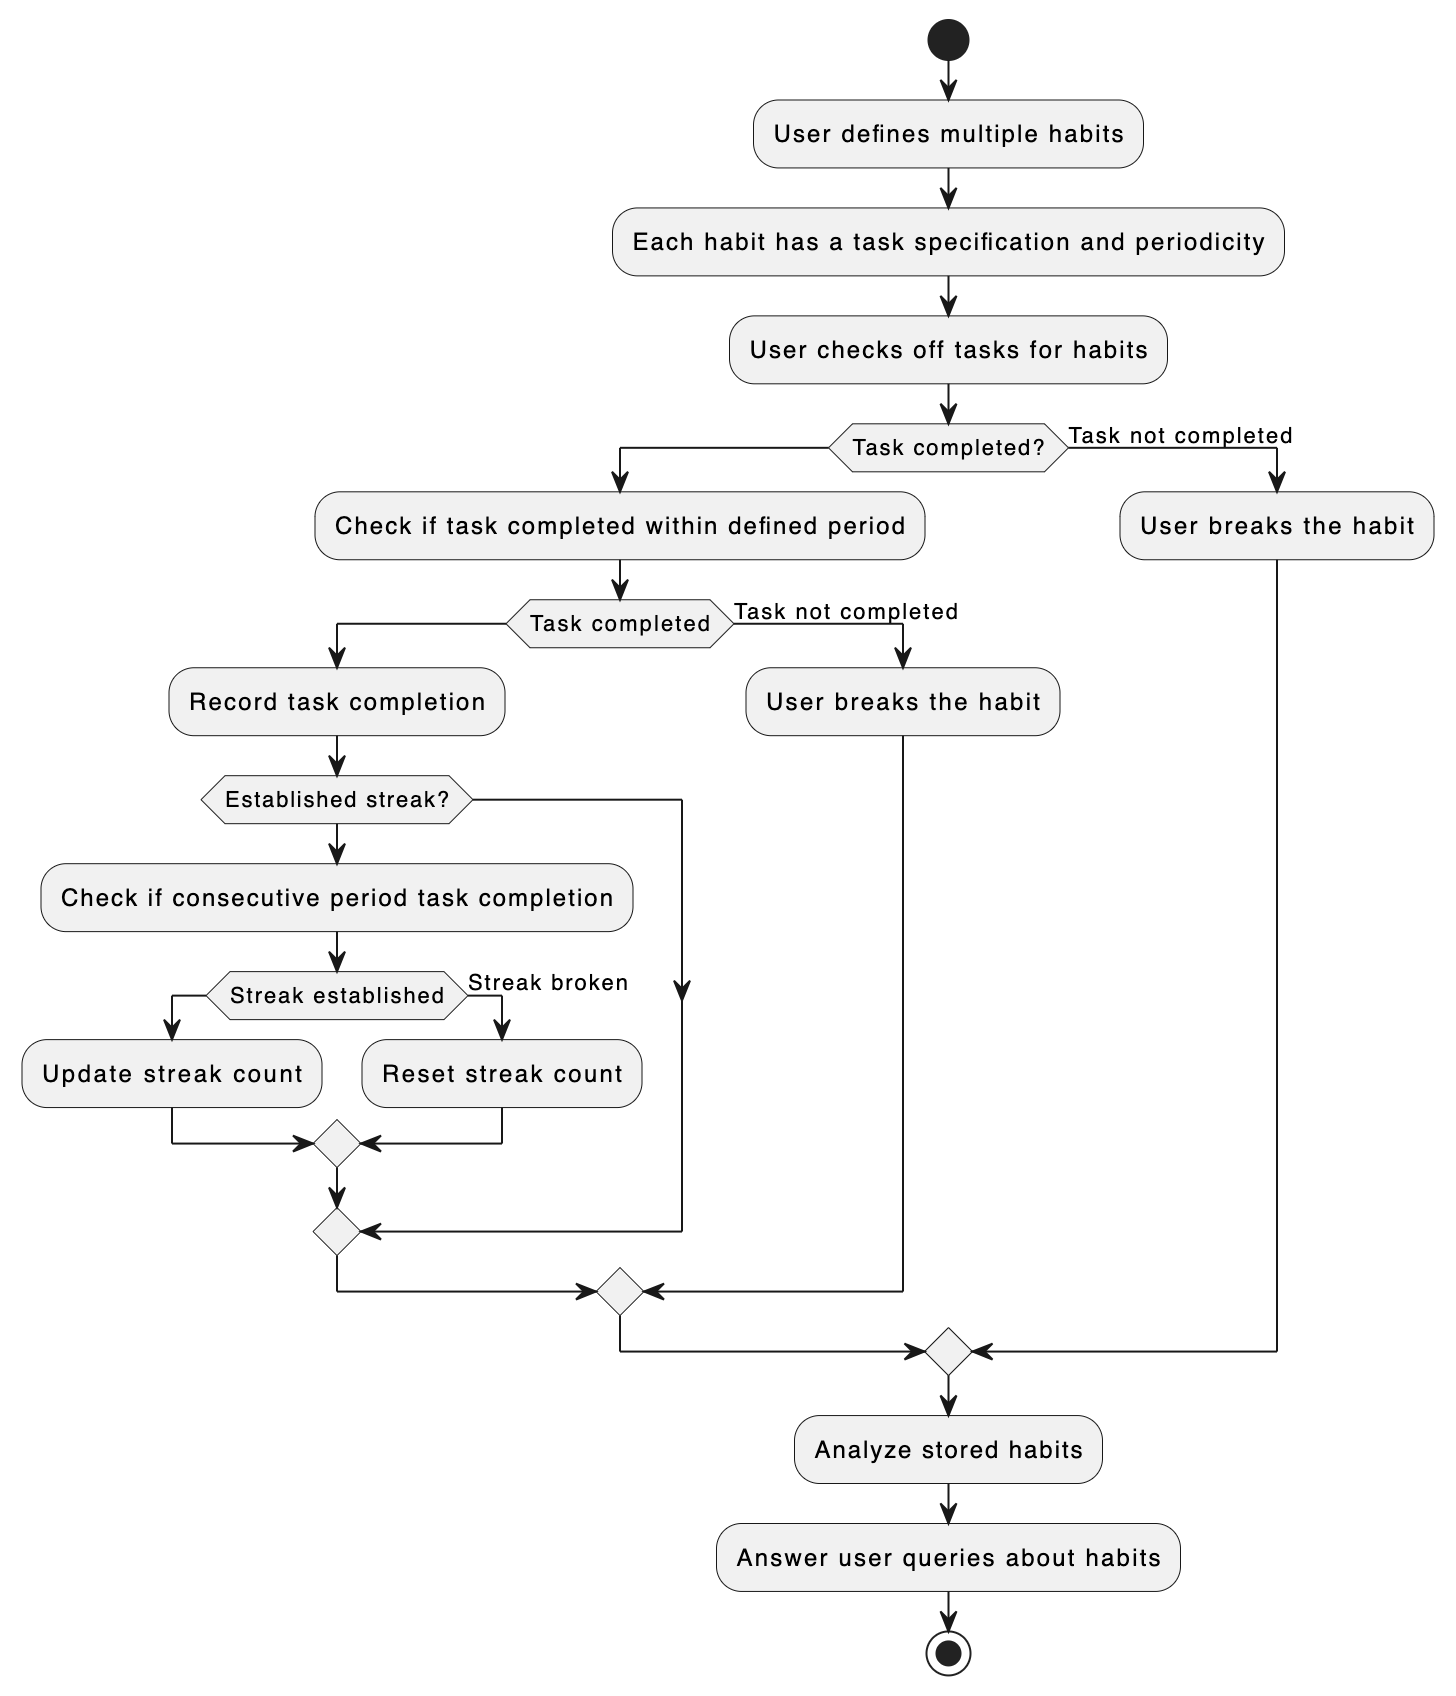 User defines multiple habits
Each habit has a task specification and periodicity
User checks off tasks for habits
Task completed?
Task not completed
Check if task completed within defined period
User breaks the habit
Task completed
Task not completed
Record task completion
User breaks the habit
Established streak?
Check if consecutive period task completion
Streak established
Streak broken
Update streak count
Reset streak count
Analyze stored habits
Answer user queries about habits